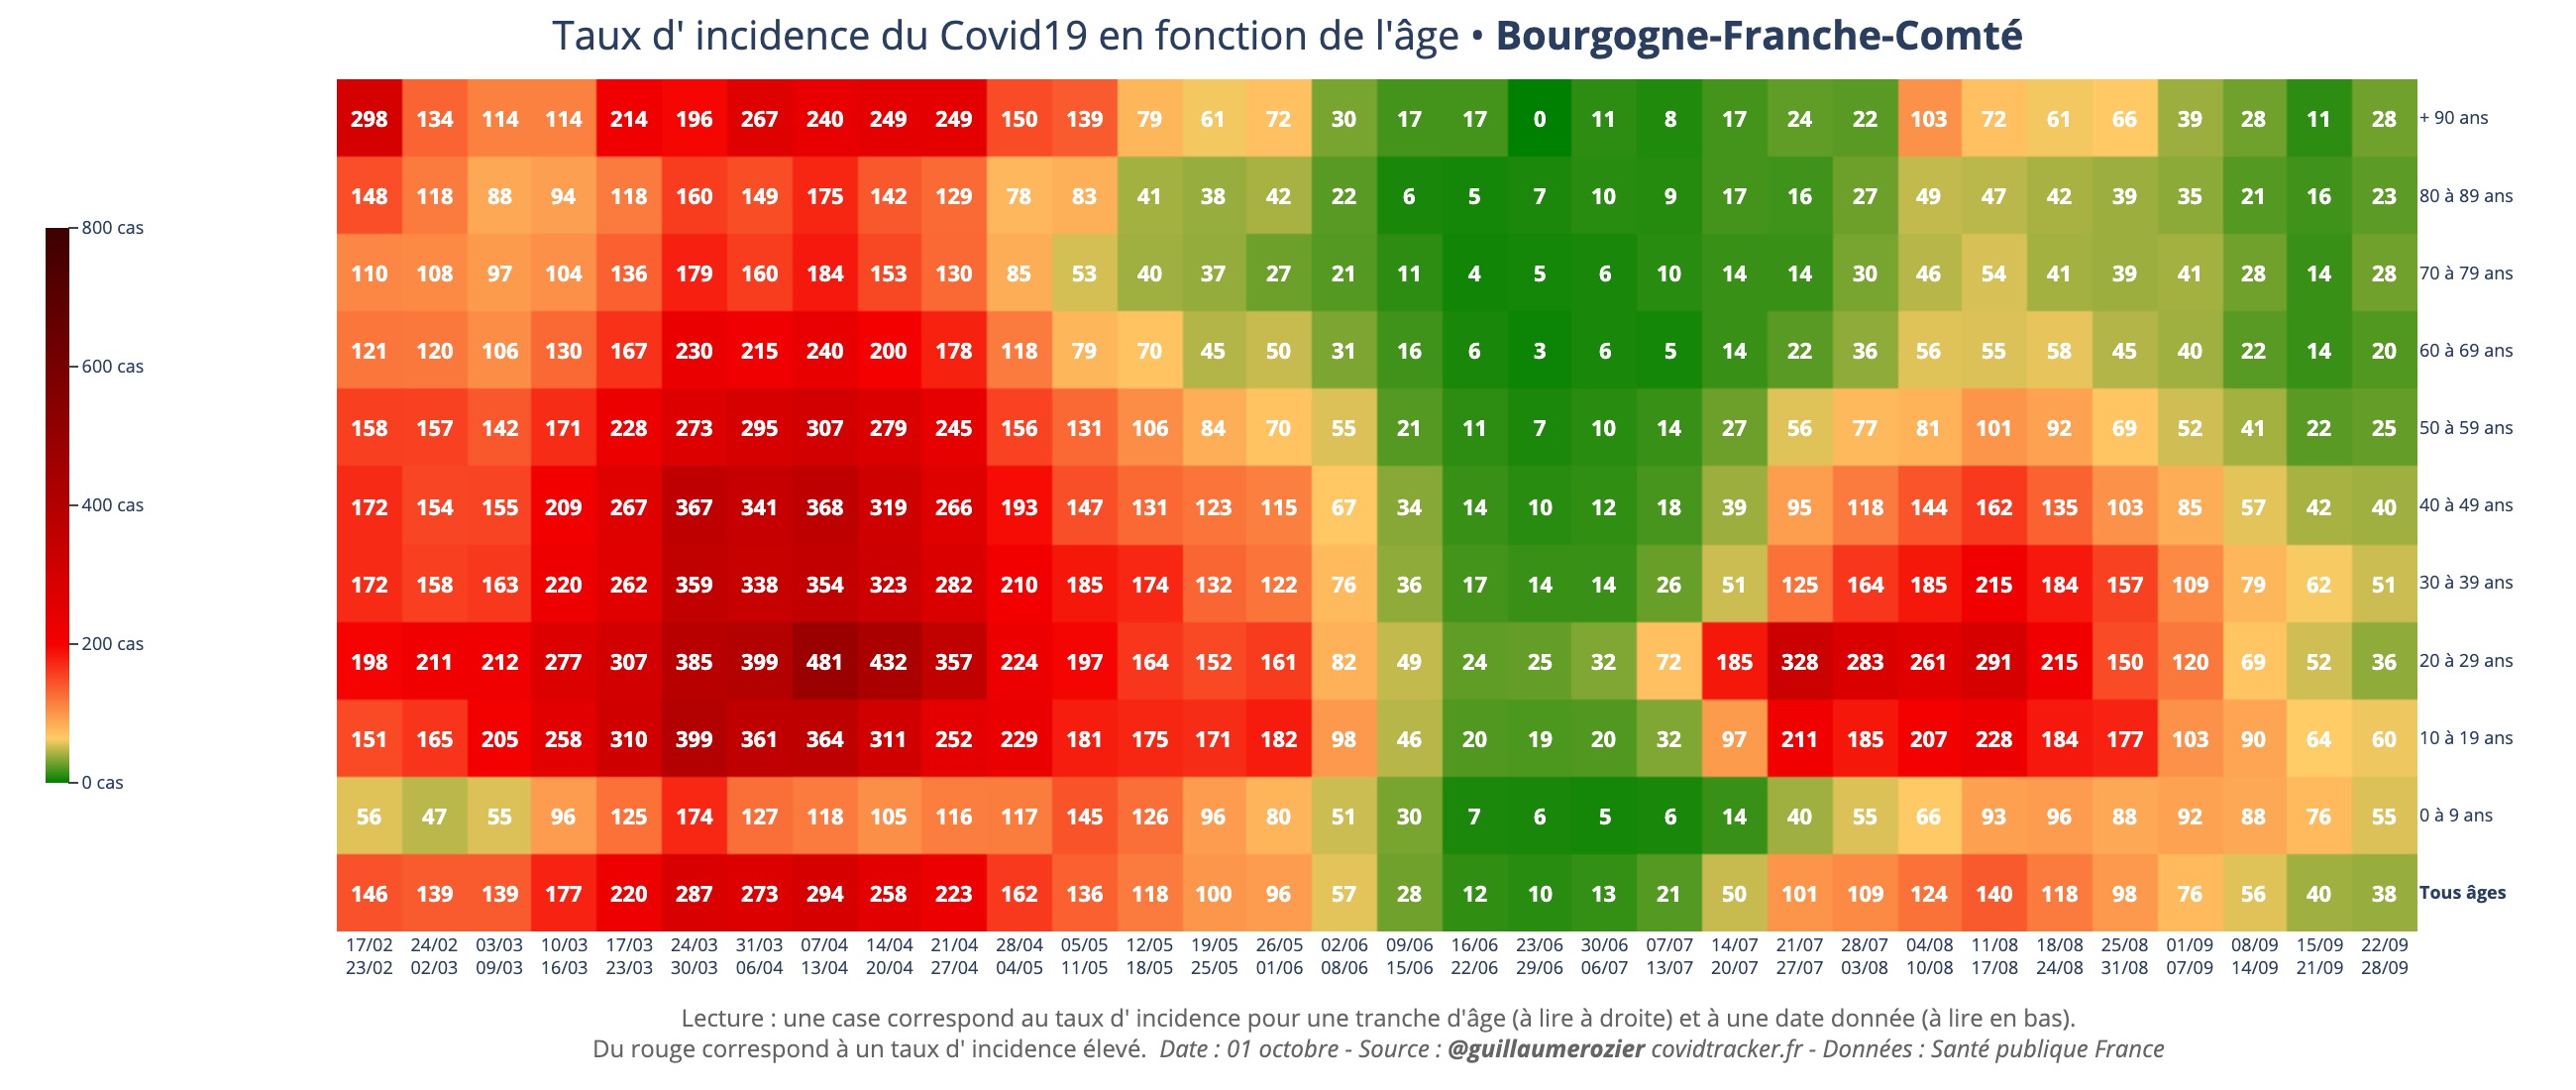 Taux d' incidence du Covid19 en fonction de l'âge • Bourgogne-Franche-Comté
298 134 114 114 214 196 267 240 249 249 150 139 79 61 72 30 17 17 0 11 8 17 24 22 103 72 61 66 39 28 11 28 + 90 ans
148 118 88 94 118 160 149 175 142 129 78 83 41 38 42 22 6 5 7 10 9 17 16 27 49 47 42 39 35 21 16 23 80 à 89 ans
800 cas
110 108 97 104 136 179 160 184 153 130 85 53 40 37 27 21 11 4 5 6 10 14 14 30 46 54 41 39 41 28 14 28 70 à 79 ans
121 120 106 130 167 230 215 240 200 178 118 79 70 45 50 31 16 6 3 6 5 14 22 36 56 55 58 45 40 22 14 20 60 à 69 ans
600 cas
158 157 142 171 228 273 295 307 279 245 156 131 106 84 70 55 21 11 7 10 14 27 56 77 81 101 92 69 52 41 22 25 50 à 59 ans
400 cas
172 154 155 209 267 367 341 368 319 266 193 147 131 123 115 67 34 14 10 12 18 39 95 118 144 162 135 103 85 57 42 40 40 à 49 ans
172 158 163 220 262 359 338 354 323 282 210 185 174 132 122 76 36 17 14 14 26 51 125 164 185 215 184 157 109 79 62 51 30 à 39 ans
200 cas
198 211 212 277 307 385 399 481 432 357 224 197 164 152 161 82 49 24 25 32 72 185 328 283 261 291 215 150 120 69 52 36 20 à 29 ans
151 165 205 258 310 399 361 364 311 252 229 181 175 171 182 98 46 20 19 20 32 97 211 185 207 228 184 177 103 90 64 60 10 à 19 ans
0 cas
56 47 55 96 125 174 127 118 105 116 117 145 126 96 80 51 30 7 6 5 6 14 40 55 66 93 96 88 92 88 76 55 0 à 9 ans
146 139 139 177 220 287 273 294 258 223 162 136 118 100 96 57 28 12 10 13 21 50 101 109 124 140 118 98 76 56 40 38 Tous âges
17/02 24/02 03/03 10/03 17/03 24/03 31/03 07/04 14/04 21/04 28/04 05/05 12/05 19/05 26/05 02/06 09/06 16/06 23/06 30/06 07/07 14/07 21/07 28/07 04/08 11/08 18/08 25/08 01/09 08/09 15/09 22/09
23/02 02/03 09/03 16/03 23/03 30/03 06/04 13/04 20/04 27/04 04/05 11/05 18/05 25/05 01/06 08/06 15/06 22/06 29/06 06/07 13/07 20/07 27/07 03/08 10/08 17/08 24/08 31/08 07/09 14/09 21/09 28/09
Lecture : une case correspond au taux d' incidence pour une tranche d'âge (à lire à droite) et à une date donnée (à lire en bas).
Du rouge correspond à un taux d' incidence élevé. Date : 01 octobre - Source : @guillaumerozier covidtracker.fr - Données : Santé publique France